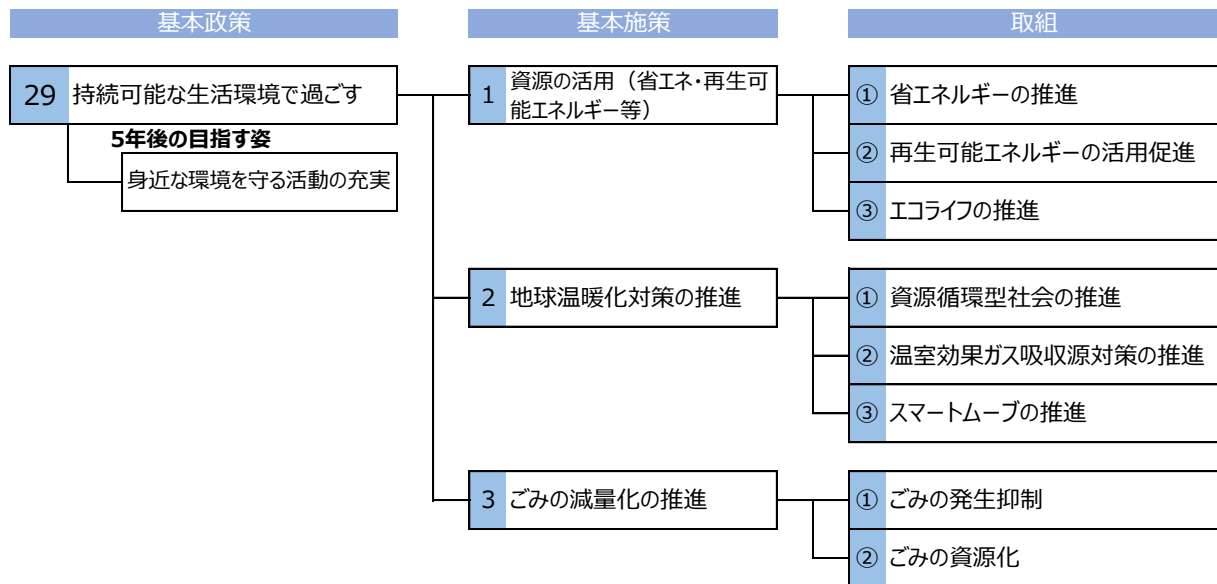 基本政策
基本施策
取組
29 持続可能な生活環境で過ごす
5年後の目指す姿
身近な環境を守る活動の充実
1 資源の活用（省エネ・再生可
能エネルギー等）
① 省エネルギーの推進
② 再生可能エネルギーの活用促進
③ エコライフの推進
2 地球温暖化対策の推進
① 資源循環型社会の推進
② 温室効果ガス吸収源対策の推進
③ スマートムーブの推進
3 ごみの減量化の推進
① ごみの発生抑制
② ごみの資源化